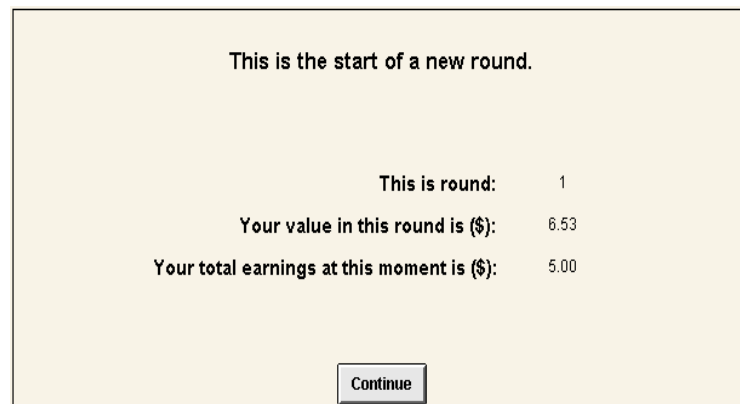 This is the start of a new round.
This is round: 1
Your value in this round is ($): 6.53
Your total earnings at this moment is ($): 5.00
Continue